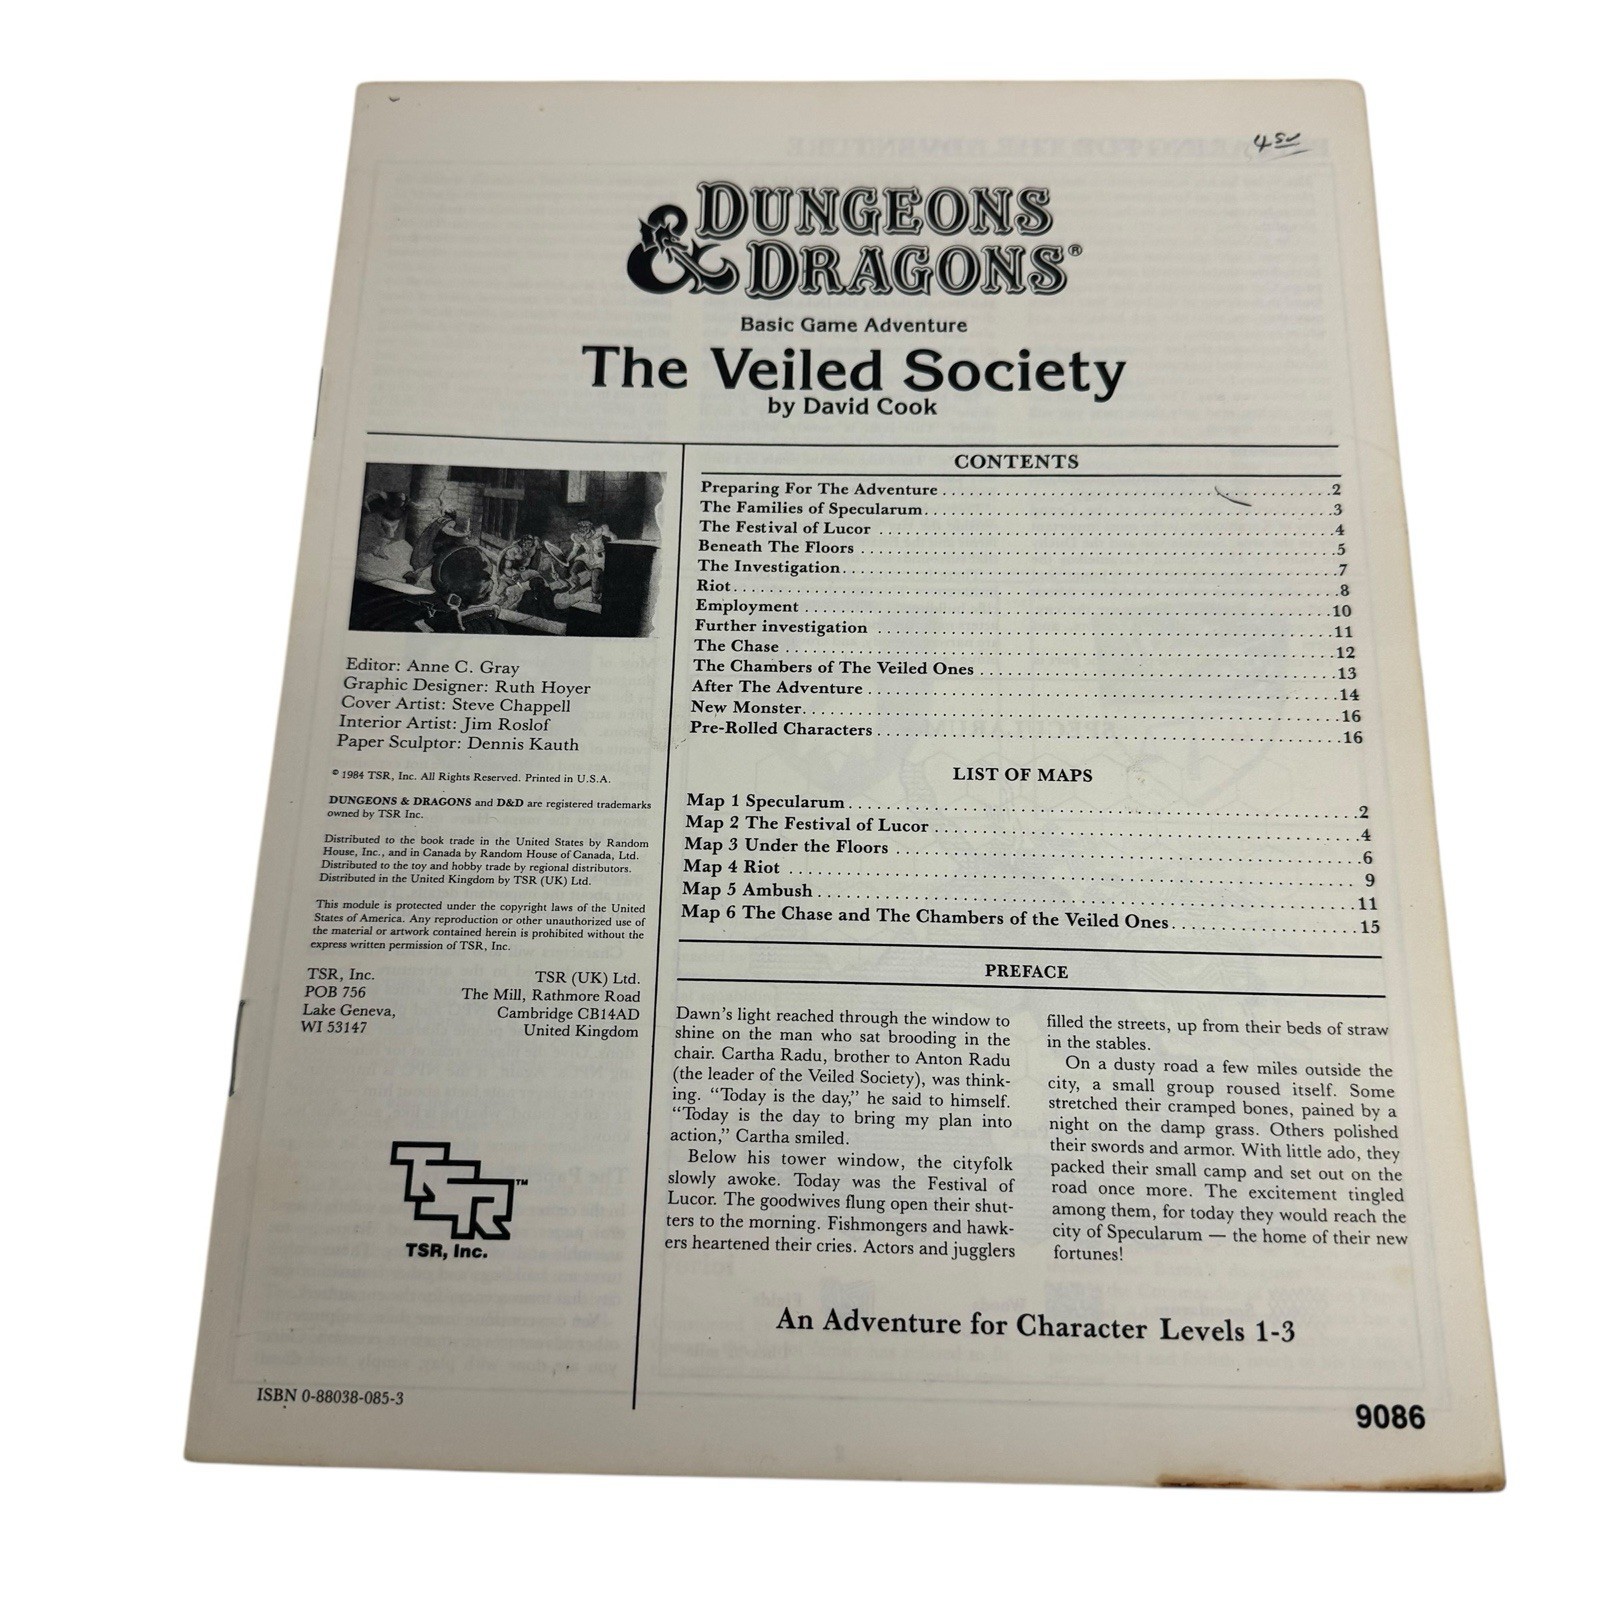 4 50
DUNGEONS
& DRAGONS®
Basic Game Adventure
The Veiled Society
by David Cook
Editor: Anne C. Gray
Graphic Designer: Ruth Hoyer
Cover Artist: Steve Chappell
Interior Artist: Jim Roslof
Paper Sculptor: Dennis Kauth
© 1984 TSR, Inc. All Rights Reserved. Printed in U.S.A.
DUNGEONS & DRAGONS and D&D are registered trademarks
owned by TSR Inc.
Distributed to the book trade in the United States by Random
House, Inc., and in Canada by Random House of Canada, Ltd.
Distributed to the toy and hobby trade by regional distributors.
Distributed in the United Kingdom by TSR (UK) Ltd.
This module is protected under the copyright laws of the United
States of America. Any reproduction or other unauthorized use of
the material or artwork contained herein is prohibited without the
express written permission of TSR, Inc.
TSR, Inc.
POB 756
Lake Geneva,
WI 53147
TSR (UK) Ltd.
The Mill, Rathmore Road
Cambridge CB14AD
United Kingdom
TSR™
TSR, Inc.
ISBN 0-88038-085-3
CONTENTS
Preparing For The Adventure . . . . . 2
The Families of Specularum . . . . . 3
The Festival of Lucor . . . . . 4
Beneath The Floors . . . . . 5
The Investigation . . . . . 7
Riot . . . . . 8
Employment . . . . . 10
Further investigation . . . . . 11
The Chase . . . . . 12
The Chambers of The Veiled Ones . . . . . 13
After The Adventure . . . . . 14
New Monster . . . . . 16
Pre-Rolled Characters . . . . . 16
LIST OF MAPS
Map 1 Specularum . . . . . 2
Map 2 The Festival of Lucor . . . . . 4
Map 3 Under the Floors . . . . . 6
Map 4 Riot . . . . . 9
Map 5 Ambush . . . . . 11
Map 6 The Chase and The Chambers of the Veiled Ones . . . . . 15
PREFACE
Dawn's light reached through the window to
shine on the man who sat brooding in the
chair. Cartha Radu, brother to Anton Radu
(the leader of the Veiled Society), was think-
ing. "Today is the day," he said to himself.
"Today is the day to bring my plan into
action," Cartha smiled.
Below his tower window, the cityfolk
slowly awoke. Today was the Festival of
Lucor. The goodwives flung open their shut-
ters to the morning. Fishmongers and hawk-
ers heartened their cries. Actors and jugglers
filled the streets, up from their beds of straw
in the stables.
On a dusty road a few miles outside the
city, a small group roused itself. Some
stretched their cramped bones, pained by a
night on the damp grass. Others polished
their swords and armor. With little ado, they
packed their small camp and set out on the
road once more. The excitement tingled
among them, for today they would reach the
city of Specularum — the home of their new
fortunes!
An Adventure for Character Levels 1-3
9086